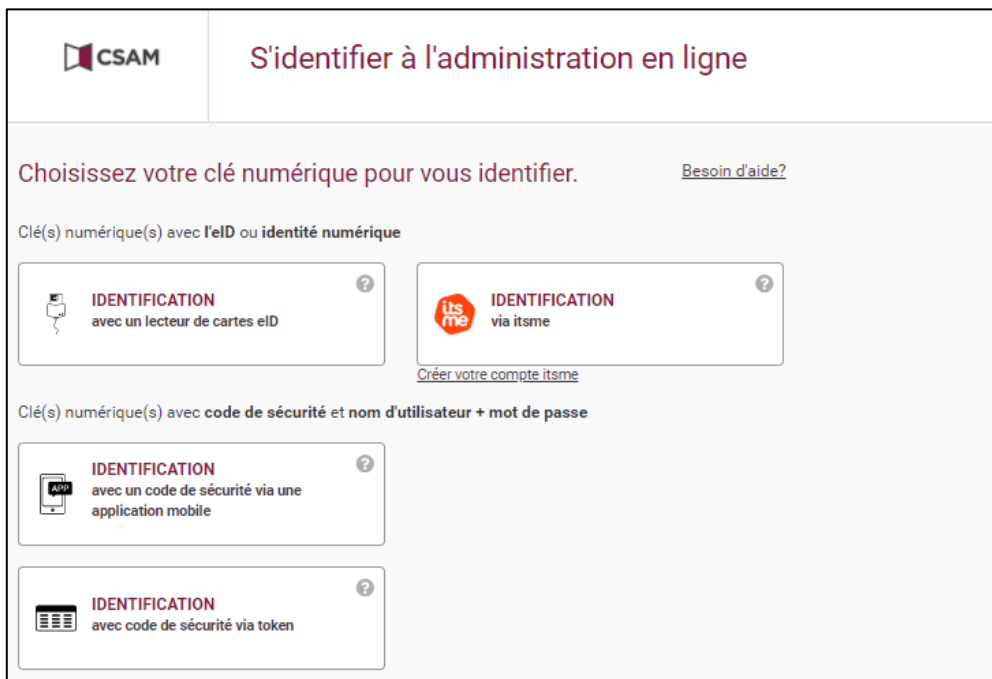 CSAM
S'identifier à l'administration en ligne
Choisissez votre clé numérique pour vous identifier.
Besoin d'aide?
Clé(s) numérique(s) avec l'eID ou identité numérique
IDENTIFICATION
avec un lecteur de cartes eID
?
its
me
IDENTIFICATION
via itsme
?
Créer votre compte itsme
Clé(s) numérique(s) avec code de sécurité et nom d'utilisateur + mot de passe
APP
IDENTIFICATION
avec un code de sécurité via une
application mobile
?
IDENTIFICATION
avec code de sécurité via token
?